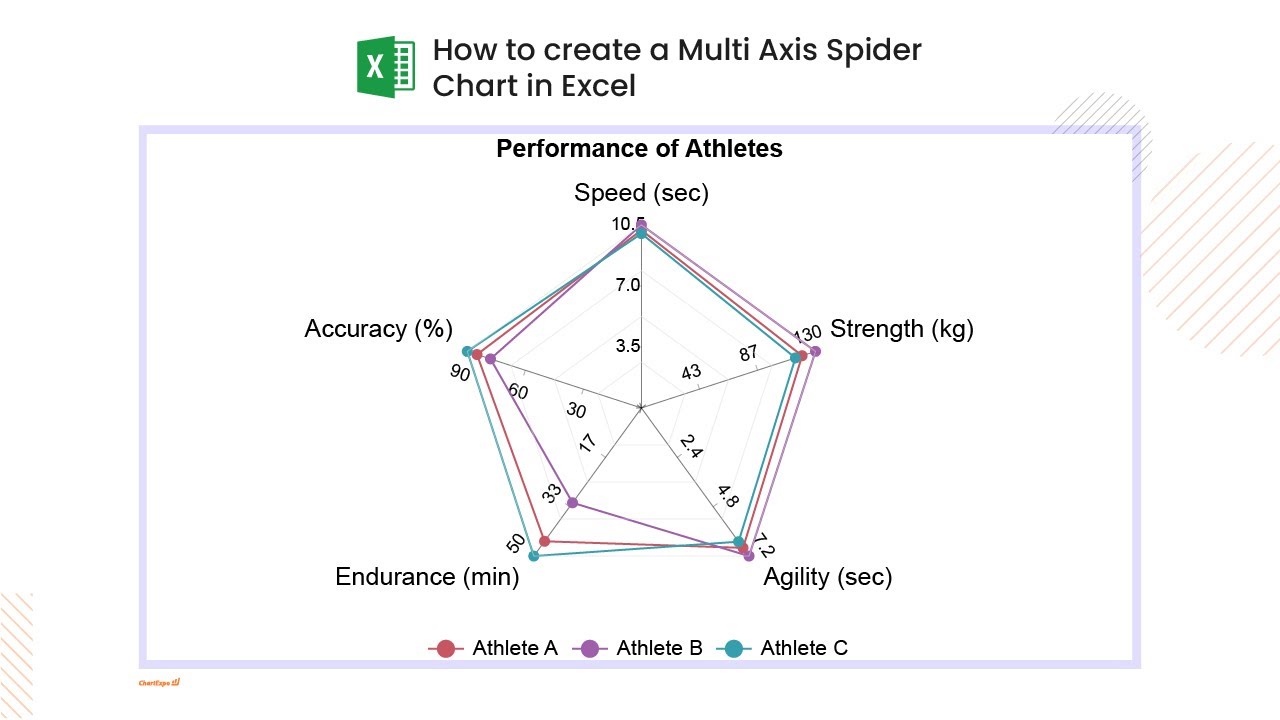 X
How to create a Multi Axis Spider
Chart in Excel
Performance of Athletes
Speed (sec)
10.5
7.0
3.5
Accuracy (%)
90
60
30
Strength (kg)
130
87
43
17
33
50
2.4
4.8
7.2
Endurance (min)
Agility (sec)
Athlete A
Athlete B
Athlete C
ChartExpo